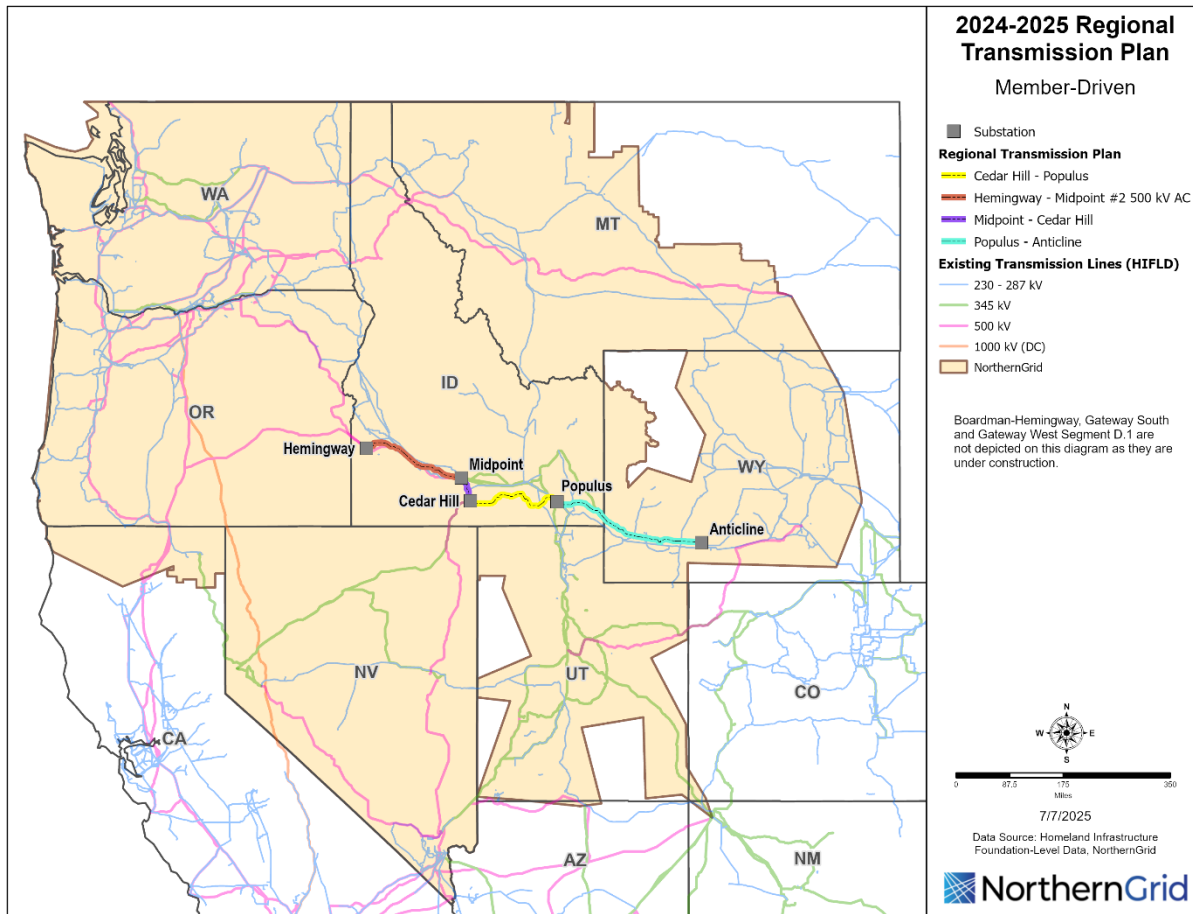 2024-2025 Regional
Transmission Plan
Member-Driven
Substation
Regional Transmission Plan
Cedar Hill - Populus
Hemingway - Midpoint #2 500 kV AC
Midpoint - Cedar Hill
Populus - Anticline
Existing Transmission Lines (HIFLD)
230 - 287 kV
345 kV
500 kV
1000 kV (DC)
NorthernGrid
Boardman-Hemingway, Gateway South
and Gateway West Segment D.1 are
not depicted on this diagram as they are
under construction.
WA
MT
ID
OR
Hemingway
Midpoint
WY
Cedar Hill
Populus
Anticline
NV
UT
CO
CA
AZ
NM
N
W
E
S
0
87.5
175
350
Miles
7/7/2025
Data Source: Homeland Infrastructure
Foundation-Level Data, NorthernGrid
NorthernGrid